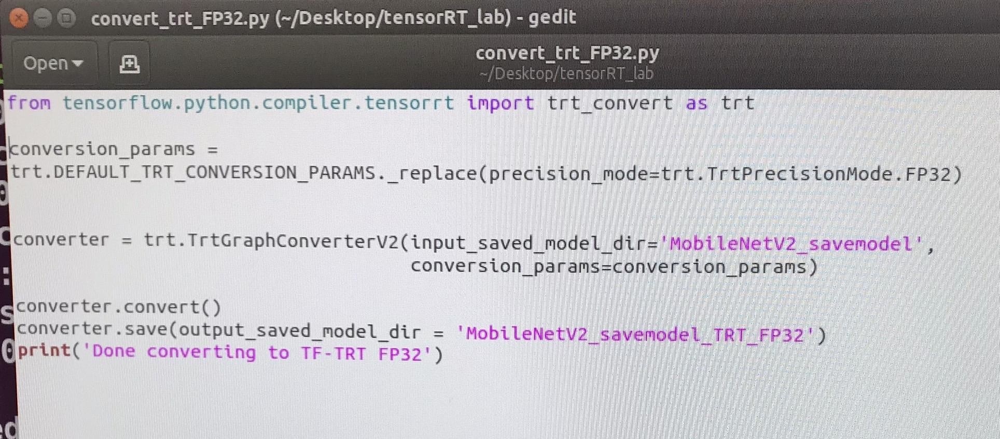 convert_trt_FP32.py (~/Desktop/tensorRT_lab) - gedit
Open
convert_trt_FP32.py
~/Desktop/tensorRT_lab
from tensorflow.python.compiler.tensorrt import trt_convert as trt
conversion_params =
trt.DEFAULT_TRT_CONVERSION_PARAMS._replace(precision_mode=trt.TrtPrecisionMode.FP32)
converter = trt.TrtGraphConverterV2(input_saved_model_dir='MobileNetV2_savemodel',
conversion_params=conversion_params)
converter.convert()
converter.save(output_saved_model_dir = 'MobileNetV2_savemodel_TRT_FP32')
print('Done converting to TF-TRT FP32')